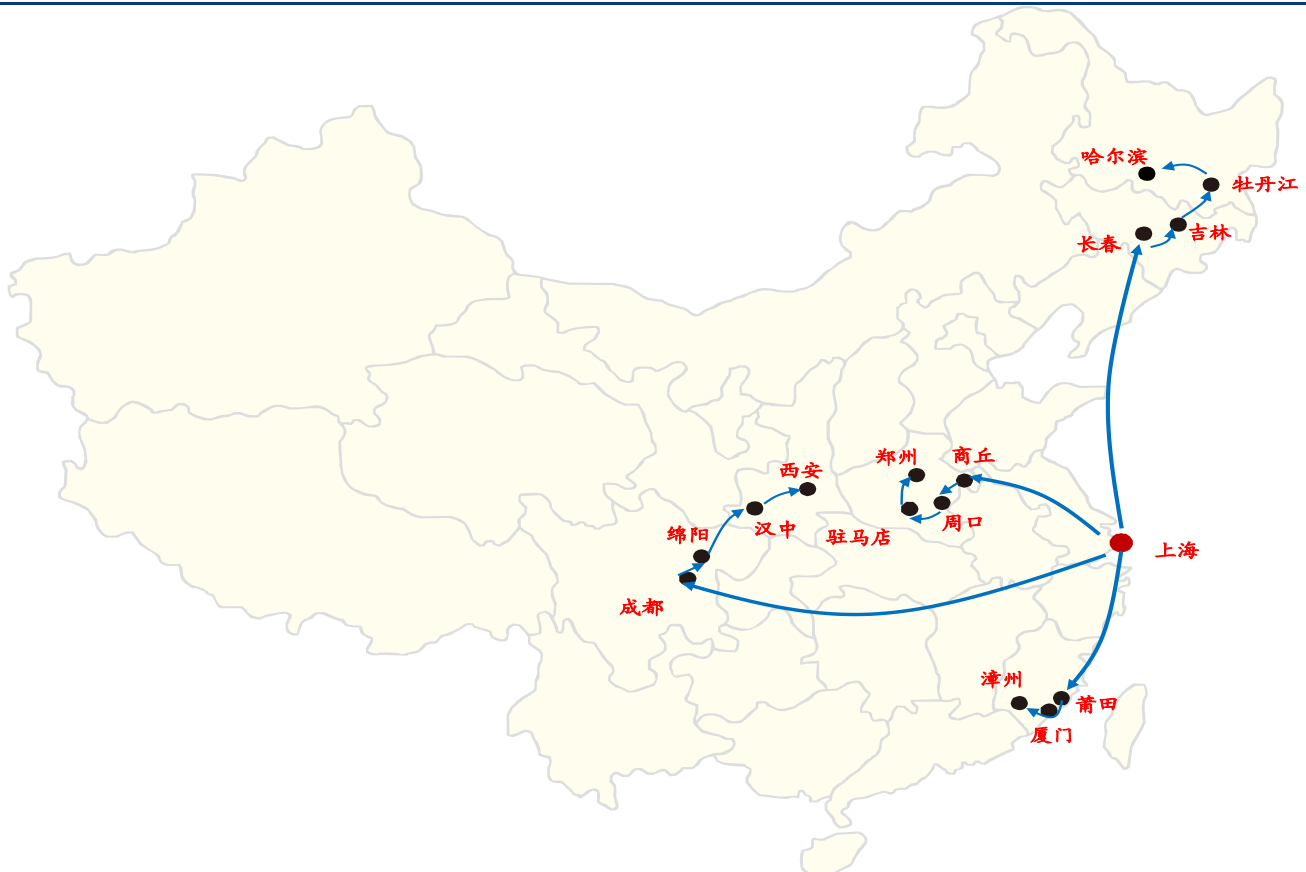 哈尔滨
牡丹江
吉林
长春
郑州
商丘
西安
周口
汉中
绵阳
驻马店
上海
成都
漳州
莆田
厦门